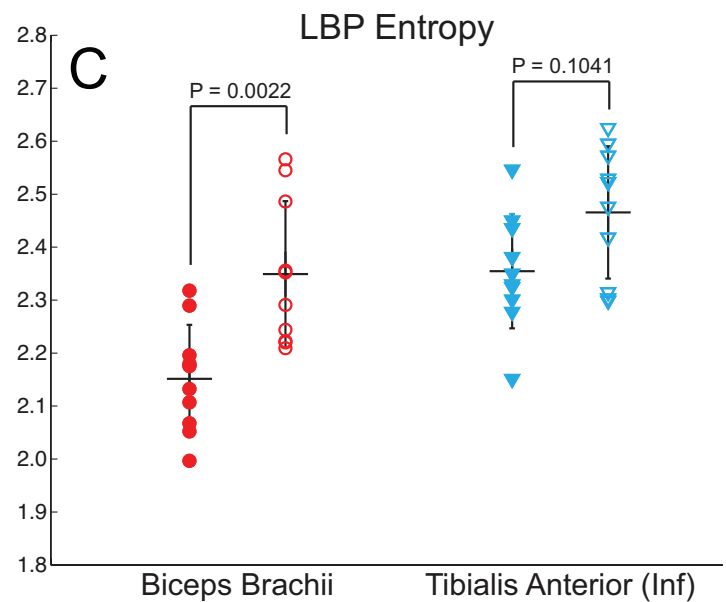 LBP Entropy
C
P = 0.0022
P = 0.1041
2.8
2.7
2.6
2.5
2.4
2.3
2.2
2.1
2.0
1.9
1.8
Biceps Brachii
Tibialis Anterior (Inf)